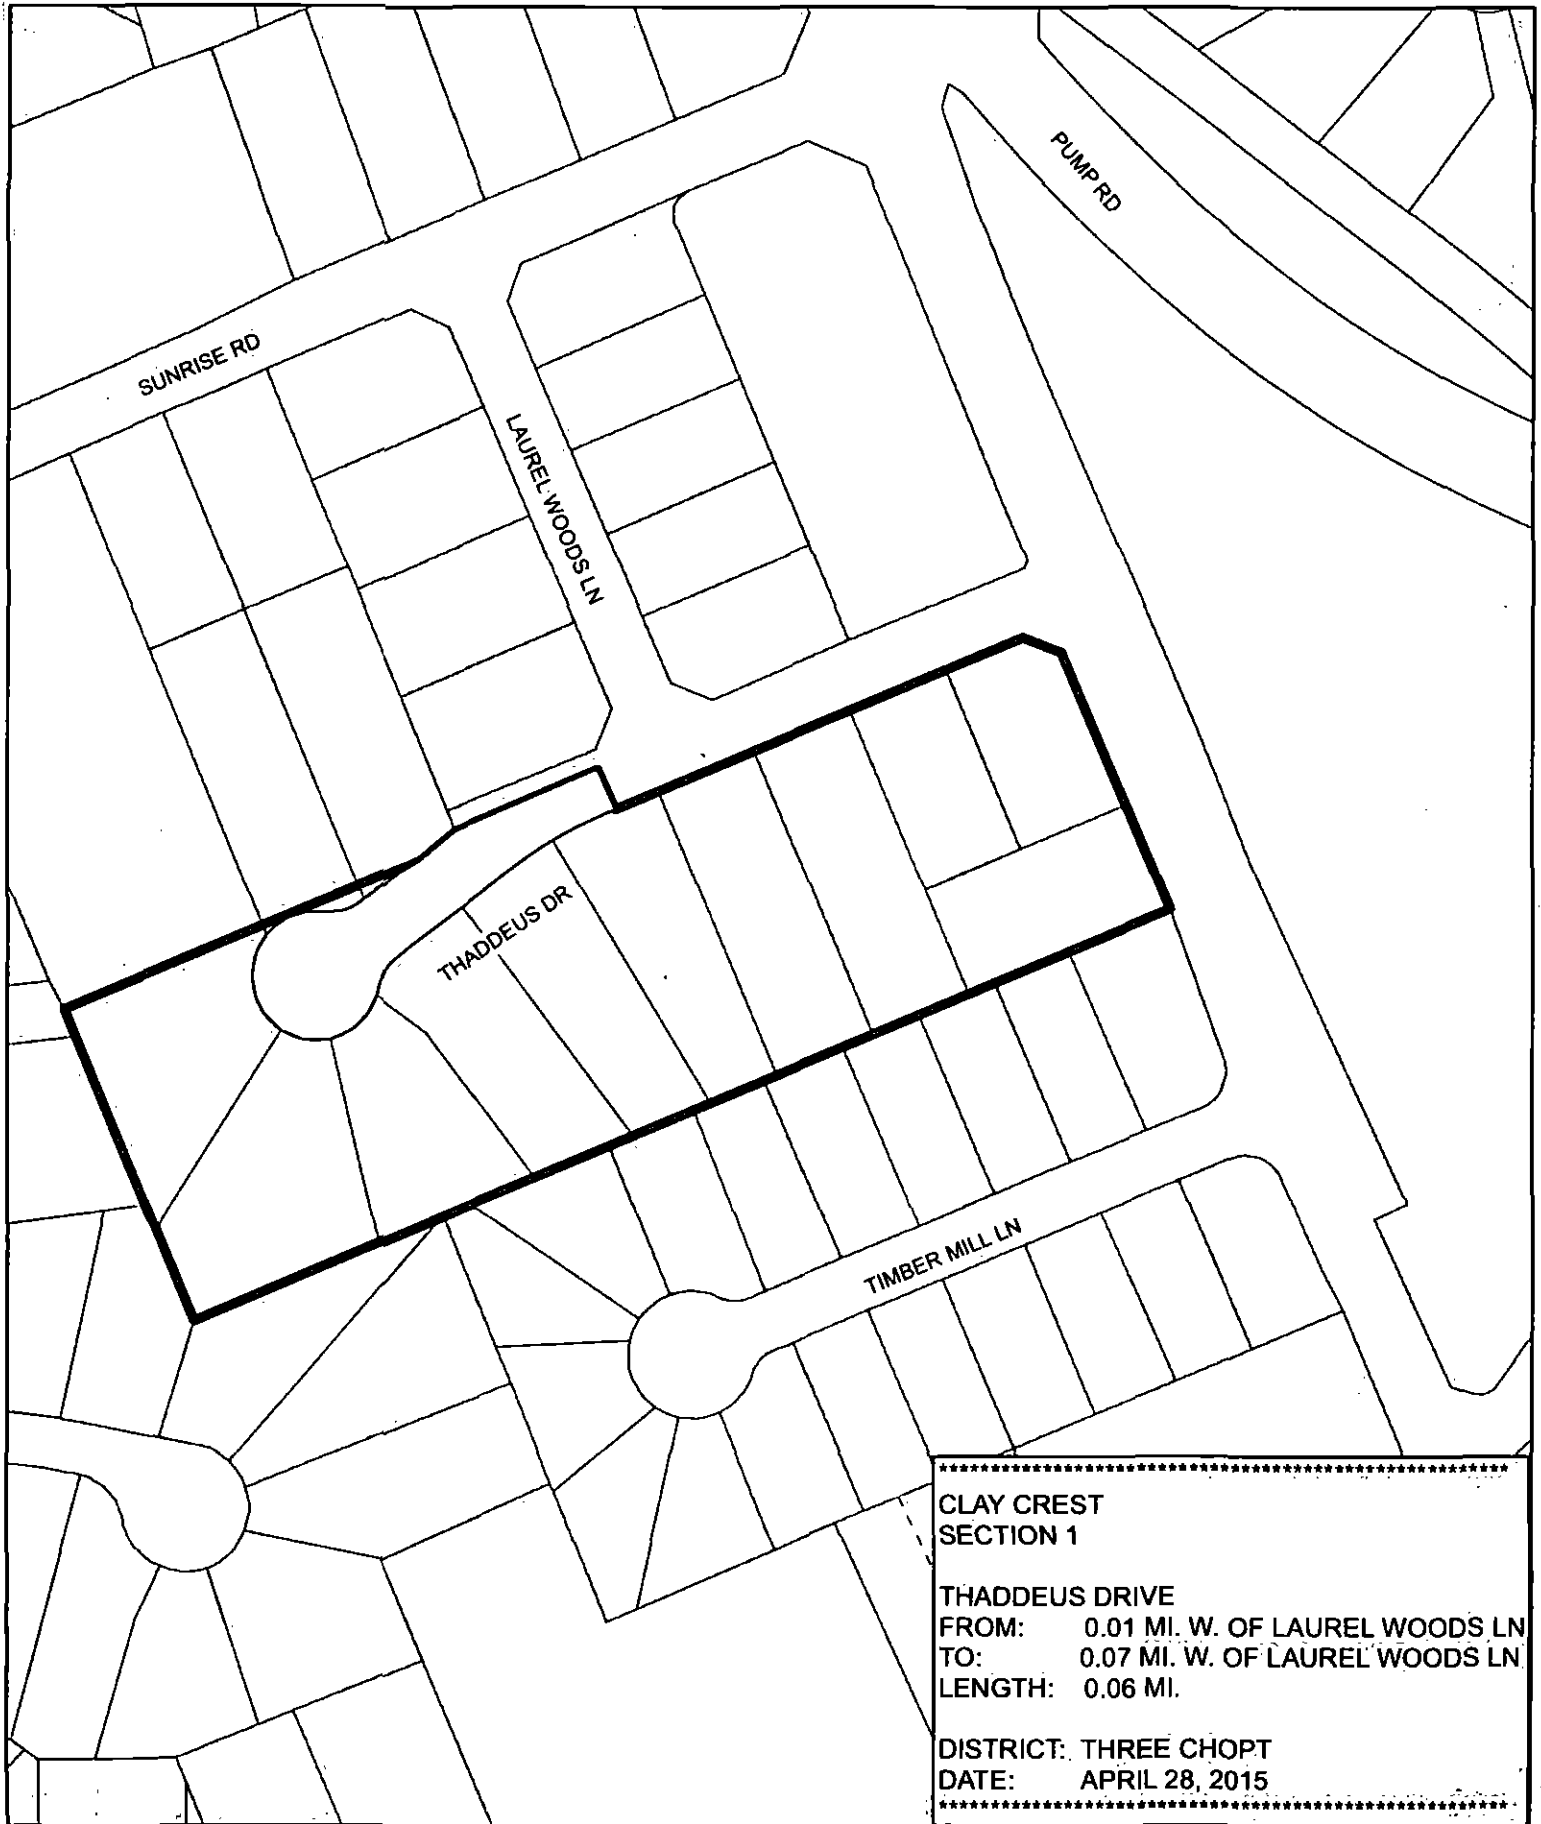 PUMP RD
SUNRISE RD
LAUREL WOODS LN
THADDEUS DR
TIMBER MILL LN
************************************************************
CLAY CREST
SECTION 1
THADDEUS DRIVE
FROM: 0.01 MI. W. OF LAUREL WOODS LN
TO: 0.07 MI. W. OF LAUREL WOODS LN
LENGTH: 0.06 MI.
DISTRICT: THREE CHOPT
DATE: APRIL 28, 2015
************************************************************